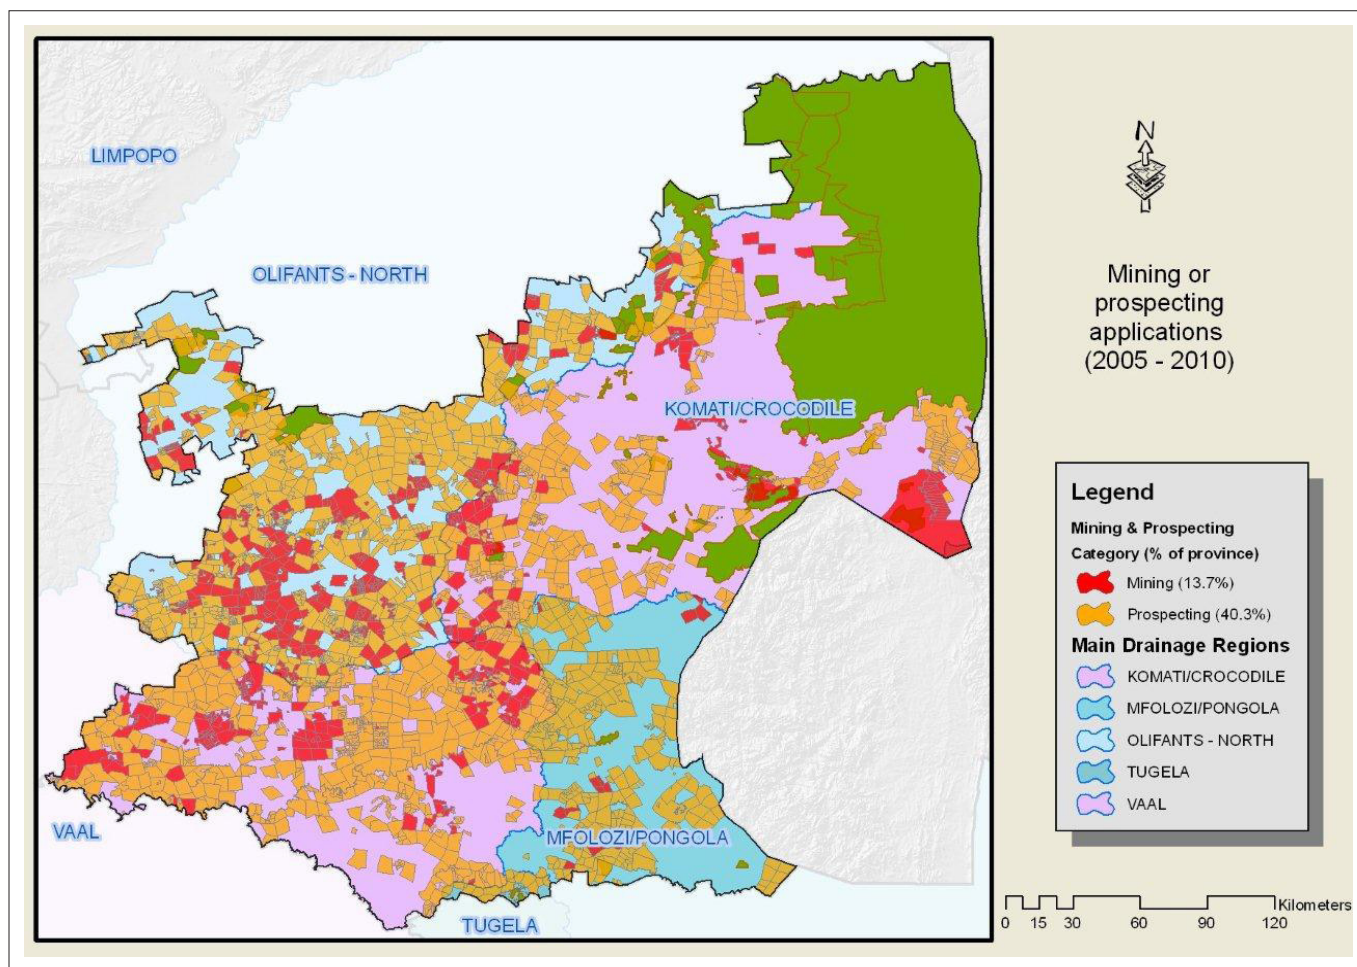 LIMPOPO
OLIFANTS - NORTH
KOMATI/CROCODILE
VAAL
MFOLOZI/PONGOLA
TUGELA
N
Mining or
prospecting
applications
(2005 - 2010)
Legend
Mining & Prospecting
Category (% of province)
Mining (13.7%)
Prospecting (40.3%)
Main Drainage Regions
KOMATI/CROCODILE
MFOLOZI/PONGOLA
OLIFANTS - NORTH
TUGELA
VAAL
Kilometers
0 15 30 60 90 120